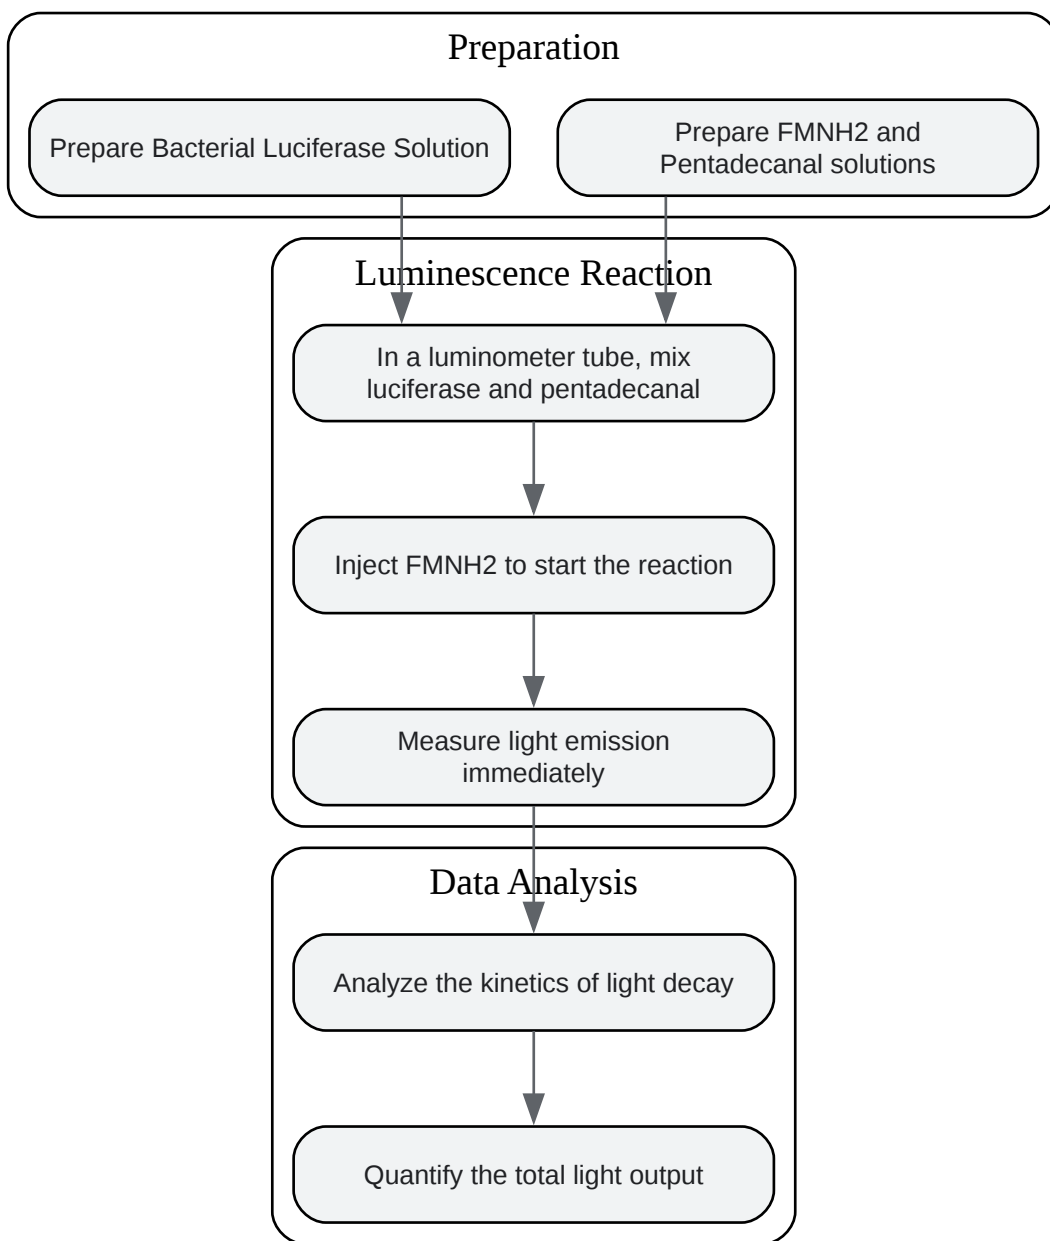 Preparation
Prepare Bacterial Luciferase Solution
Prepare FMNH2 and
Pentadecanal solutions
Luminescence Reaction
In a luminometer tube, mix
luciferase and pentadecanal
Inject FMNH2 to start the reaction
Measure light emission
immediately
Data Analysis
Analyze the kinetics of light decay
Quantify the total light output